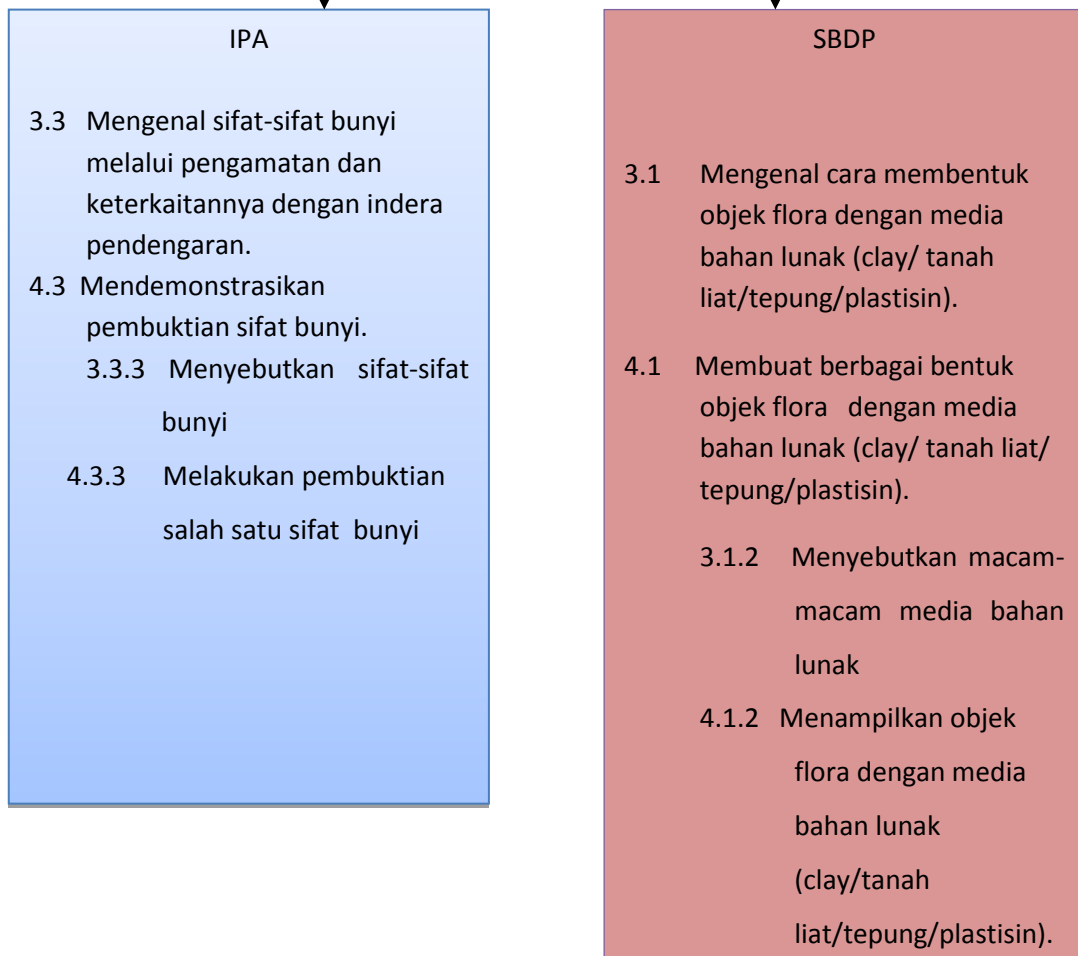 IPA
3.3 Mengenal sifat-sifat bunyi
melalui pengamatan dan
keterkaitannya dengan indera
pendengaran.
4.3 Mendemonstrasikan
pembuktian sifat bunyi.
3.3.3 Menyebutkan sifat-sifat
bunyi
4.3.3 Melakukan pembuktian
salah satu sifat bunyi
SBDP
3.1 Mengenal cara membentuk
objek flora dengan media
bahan lunak (clay/ tanah
liat/tepung/plastisin).
4.1 Membuat berbagai bentuk
objek flora dengan media
bahan lunak (clay/ tanah liat/
tepung/plastisin).
3.1.2 Menyebutkan macam-
macam media bahan
lunak
4.1.2 Menampilkan objek
flora dengan media
bahan lunak
(clay/tanah
liat/tepung/plastisin).